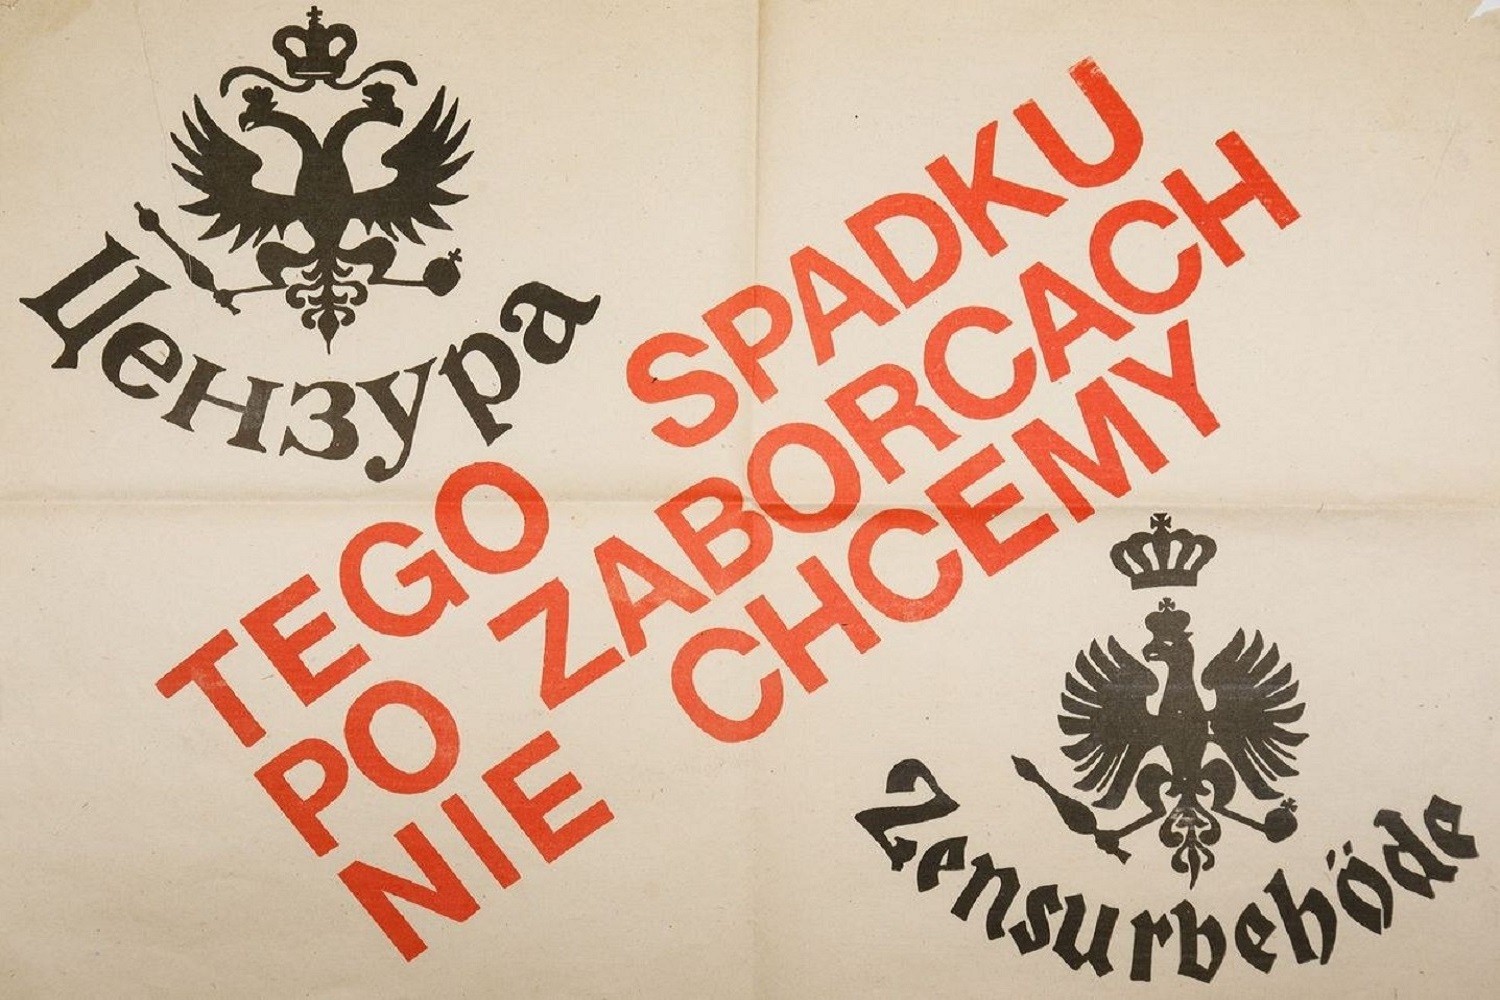 Цензура
TEGO SPADKU
PO ZABORCACH
NIE CHCEMY
Zensurbehöde